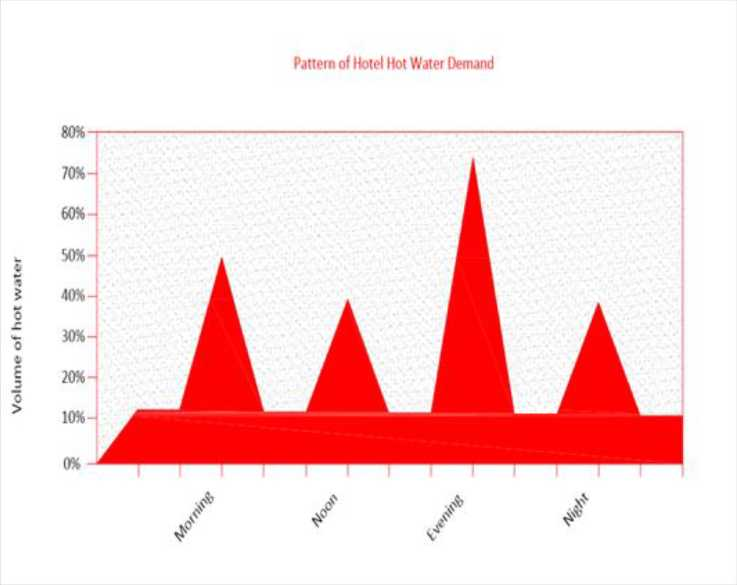 Pattern of Hotel Hot Water Demand
80%
70%
60%
50%
40%
30%
20%
10%
0%
Volume of hot water
Morning
Noon
Evening
Night